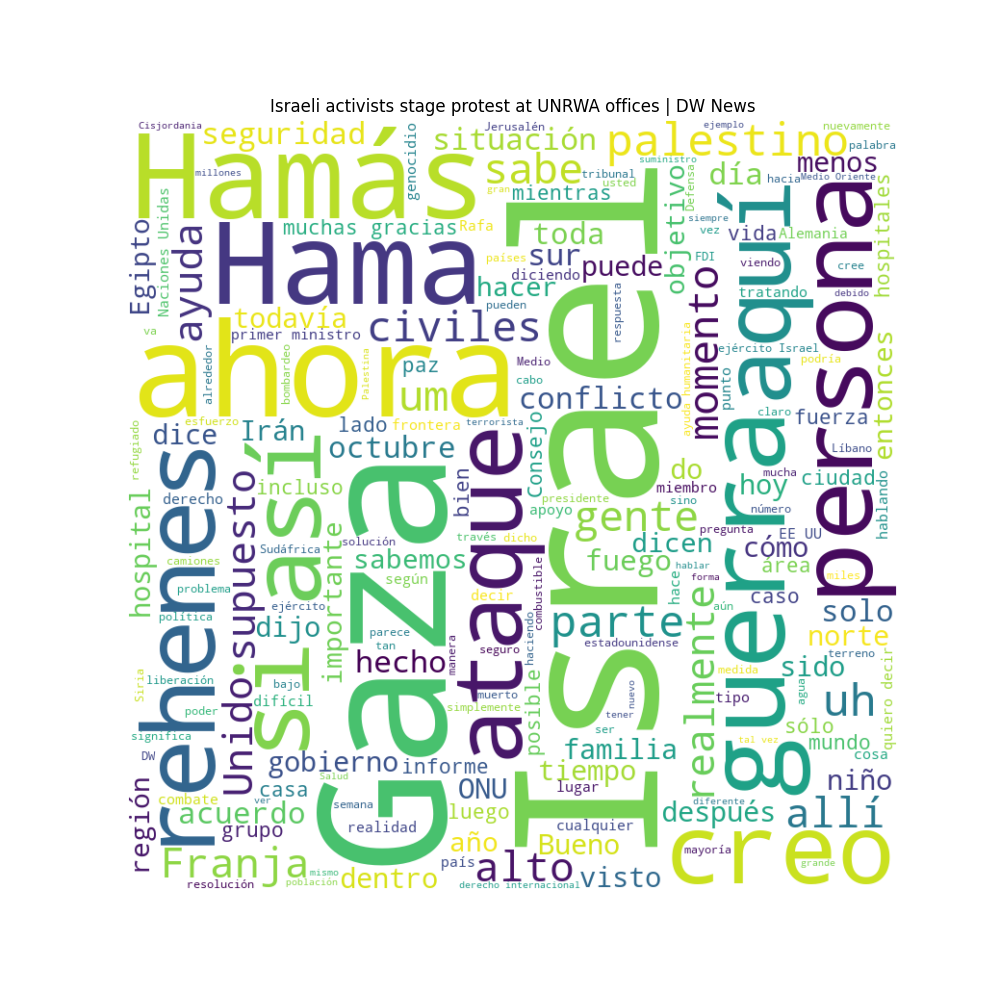 Israeli activists stage protest at UNRWA offices | DW News
Cisjordania
Jerusalén
ejemplo
nuevamente
seguridad
genocidio
situación
palestino
palabra
Hamás
millones
sabe
tribunal
suministro
Defensa
día
hacia
menos
Medio Oriente
gran
usted
mientras
Egipto
Naciones Unidas
ayuda
Hama
muchas gracias
Rafa
toda
objetivo
siempre
vez
vida
Alemania
hospitales
países
sur
diciendo
puede
FDI
viendo
cree
hacer
pueden
respuesta
tratando
debido
va
todavía
primer ministro
civiles
momento
aquí
persona
ahora
alrededor
bombardeo
Palestina
paz
um
Medio
cabo
conflicto
ayuda humanitaria
ejército Israel
podría
punto
claro
fuerza
entonces
refugiado
esfuerzo
dice
Irán
lado
frontera
terrorista
octubre
Consejo
Israel
do
miembro
mucha
Líbano
ciudad
hablando
rehenes
derecho
incluso
bien
presidente
sino
apoyo
hoy
número
gente
pregunta
EE UU
hospital
supuesto
sí así
importante
solución
través
dicho
dicen
cómo
Sudáfrica
sabemos
Gaza
ataque
combustible
fuego
hablar
área
camiones
según
hace
forma
miles
problema
decir
realmente
guerra
caso
ejército
aún
solo
política
dijo
parece
tan
seguro
haciendo
parte
norte
hecho
manera
estadounidense
terreno
Siria
liberación
bajo
medida
sido
quiero decir
poder
difícil
muerto
simplemente
posible
tener
nuevo
tipo
agua
uh
significa
Unido
ser
sólo
DW
gobierno
informe
familia
tal vez
mundo
cosa
región
combate
casa
Salud
ver
semana
ONU
tiempo
lugar
niño
acuerdo
grupo
realidad
luego
cualquier
diferente
después
allí
Franja
año
Bueno
mayoría
creo
mismo
país
alto
grande
resolución
población
dentro
derecho internacional
visto